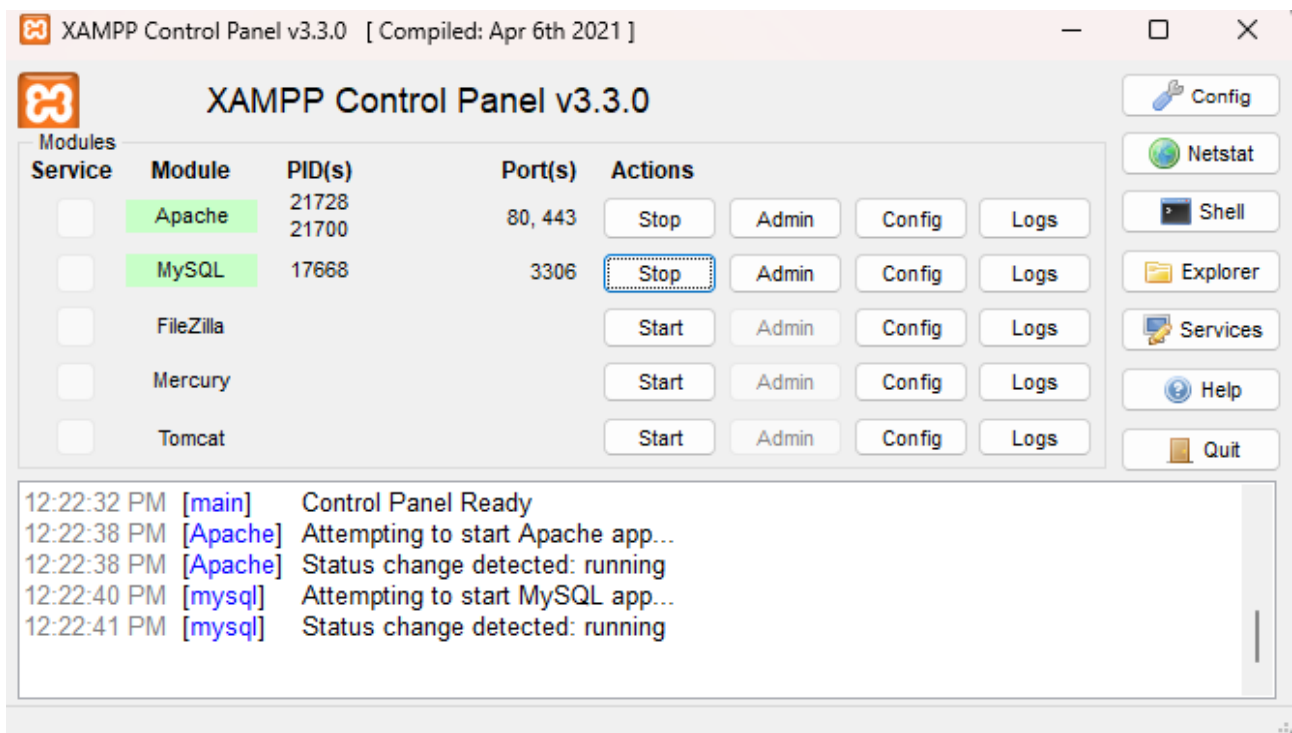 XAMPP Control Panel v3.3.0 [ Compiled: Apr 6th 2021 ]
XAMPP Control Panel v3.3.0
Config
Modules
Netstat
Service Module PID(s) Port(s) Actions
Apache 21728 21700 80, 443 Stop Admin Config Logs
Shell
MySQL 17668 3306 Stop Admin Config Logs
Explorer
FileZilla Start Admin Config Logs
Services
Mercury Start Admin Config Logs
Help
Tomcat Start Admin Config Logs
Quit
12:22:32 PM [main] Control Panel Ready
12:22:38 PM [Apache] Attempting to start Apache app...
12:22:38 PM [Apache] Status change detected: running
12:22:40 PM [mysql] Attempting to start MySQL app...
12:22:41 PM [mysql] Status change detected: running